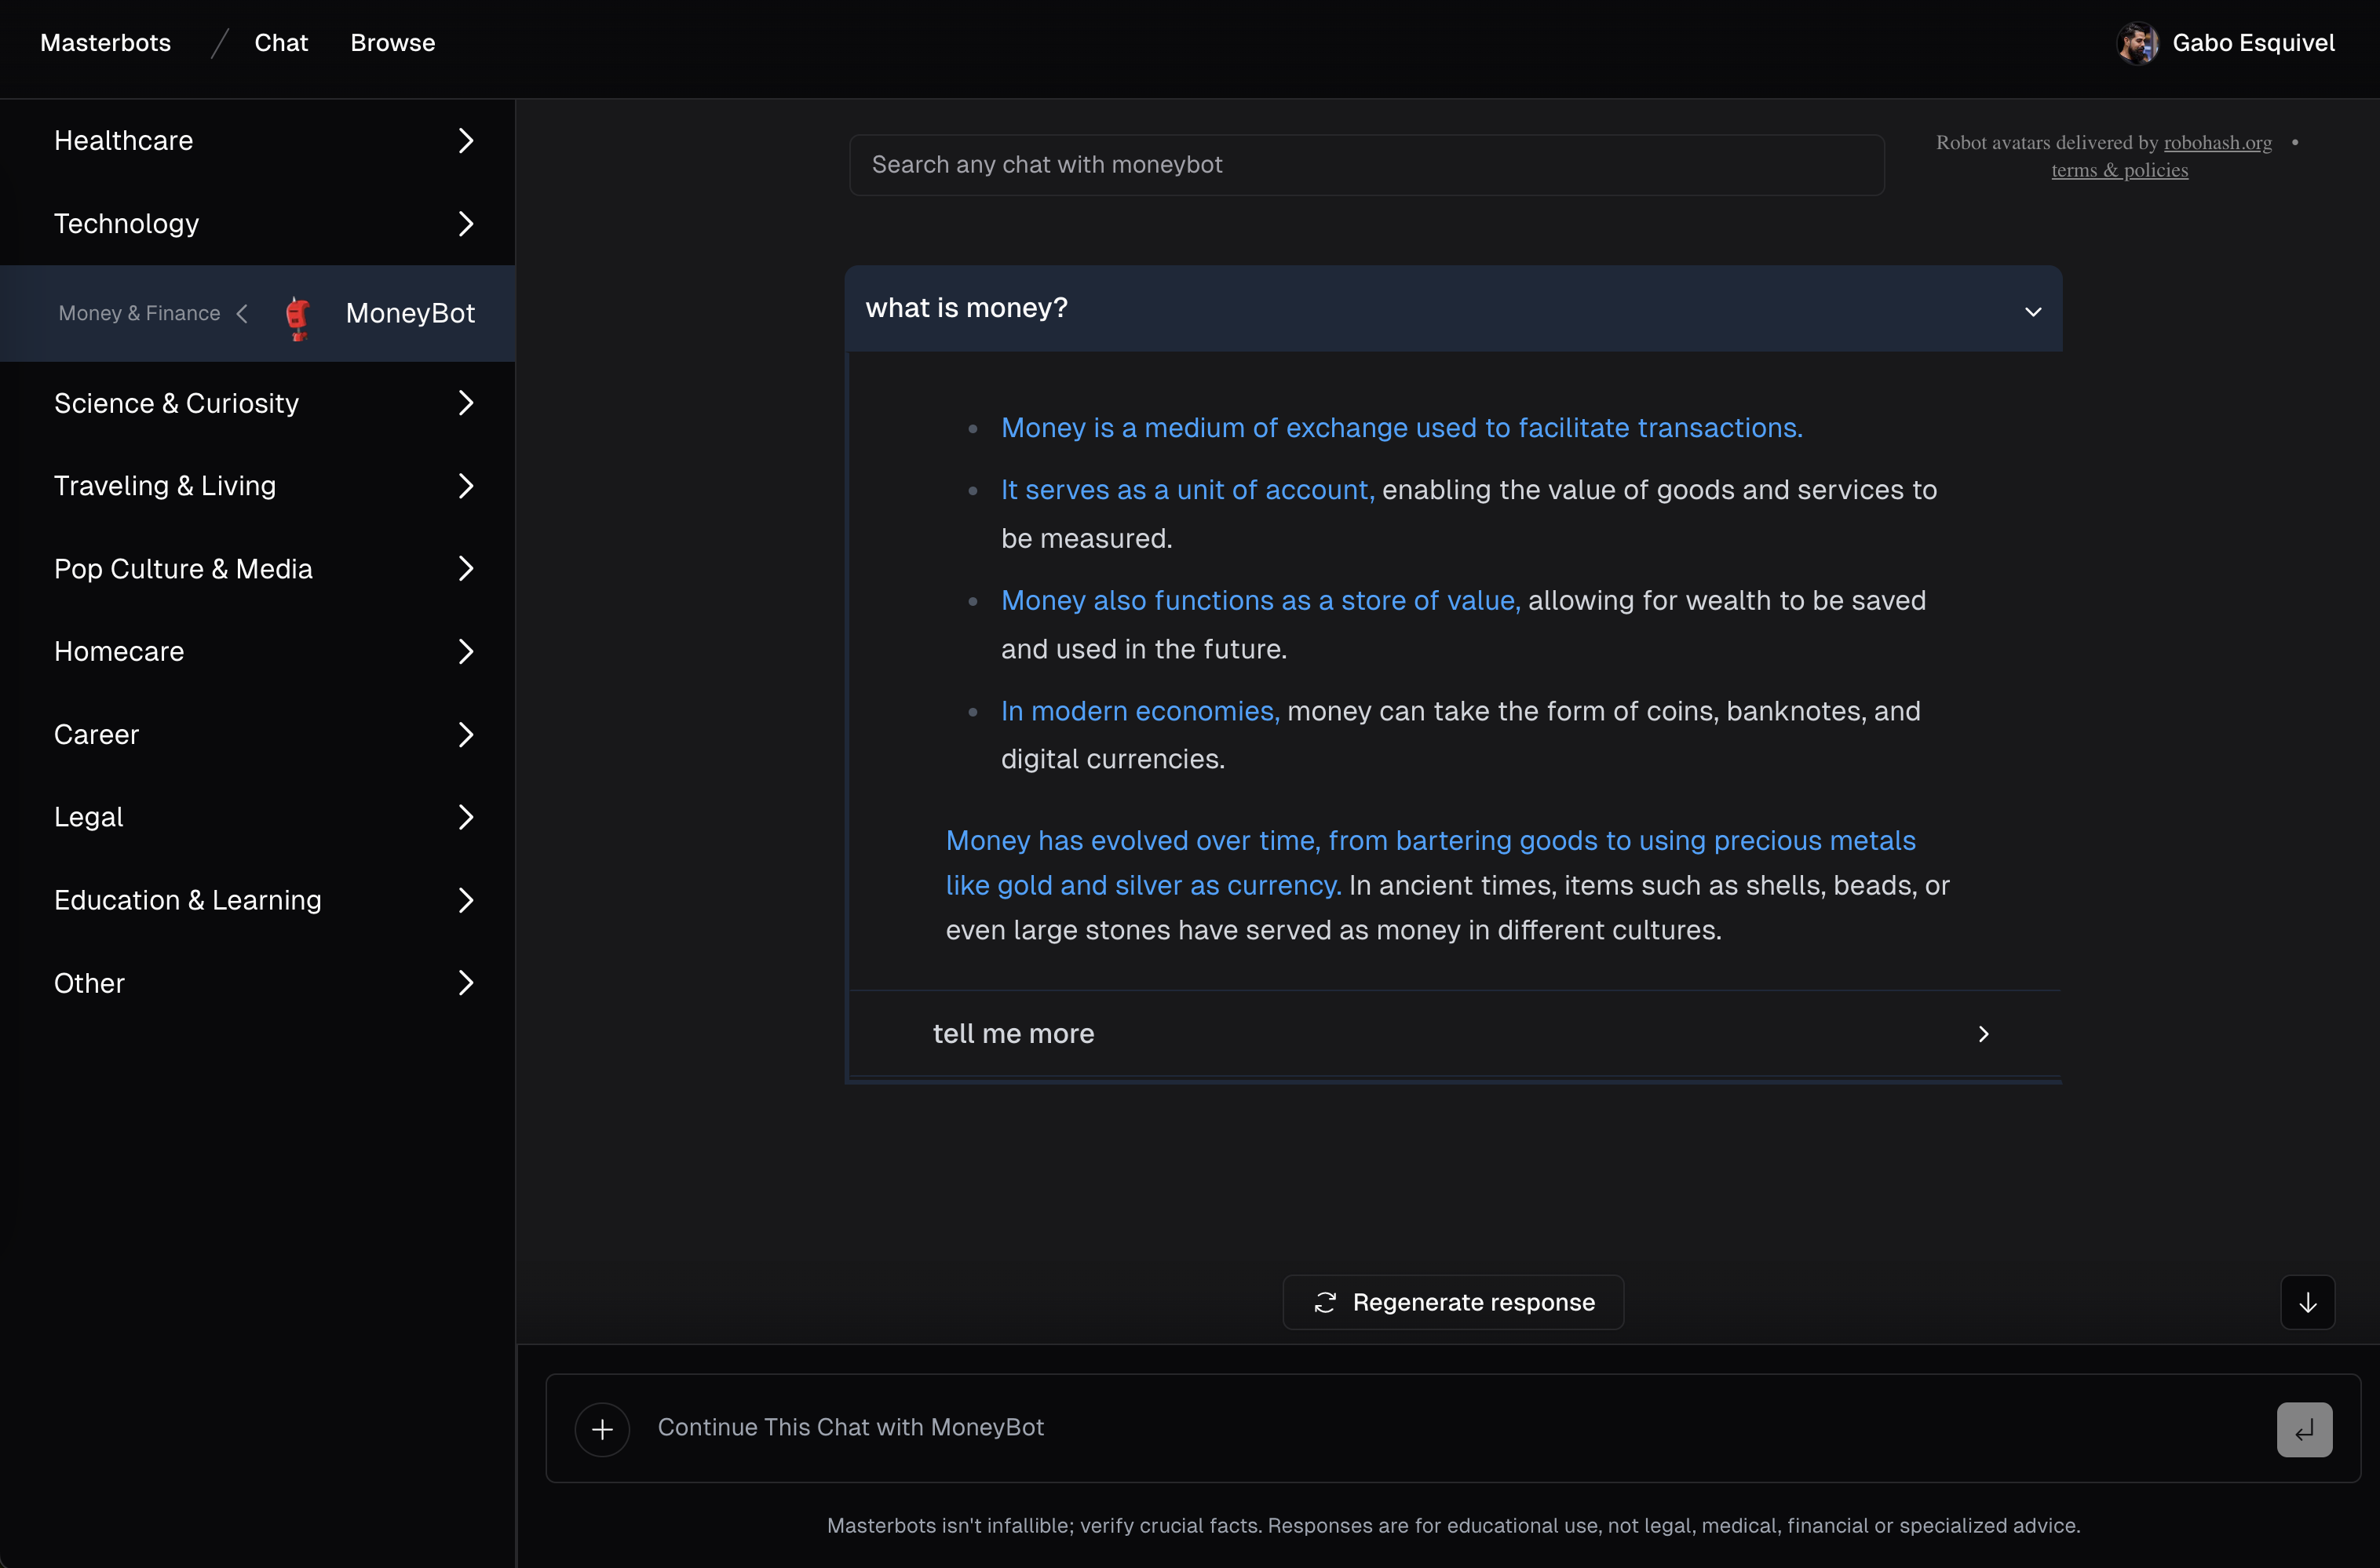 Masterbots / Chat Browse
Gabo Esquivel
Healthcare
Technology
Money & Finance MoneyBot
Science & Curiosity
Traveling & Living
Pop Culture & Media
Homecare
Career
Legal
Education & Learning
Other
Search any chat with moneybot
Robot avatars delivered by robohash.org •
terms & policies
what is money?
• Money is a medium of exchange used to facilitate transactions.
• It serves as a unit of account, enabling the value of goods and services to
be measured.
• Money also functions as a store of value, allowing for wealth to be saved
and used in the future.
• In modern economies, money can take the form of coins, banknotes, and
digital currencies.
Money has evolved over time, from bartering goods to using precious metals
like gold and silver as currency. In ancient times, items such as shells, beads, or
even large stones have served as money in different cultures.
tell me more
Regenerate response
Continue This Chat with MoneyBot
Masterbots isn't infallible; verify crucial facts. Responses are for educational use, not legal, medical, financial or specialized advice.